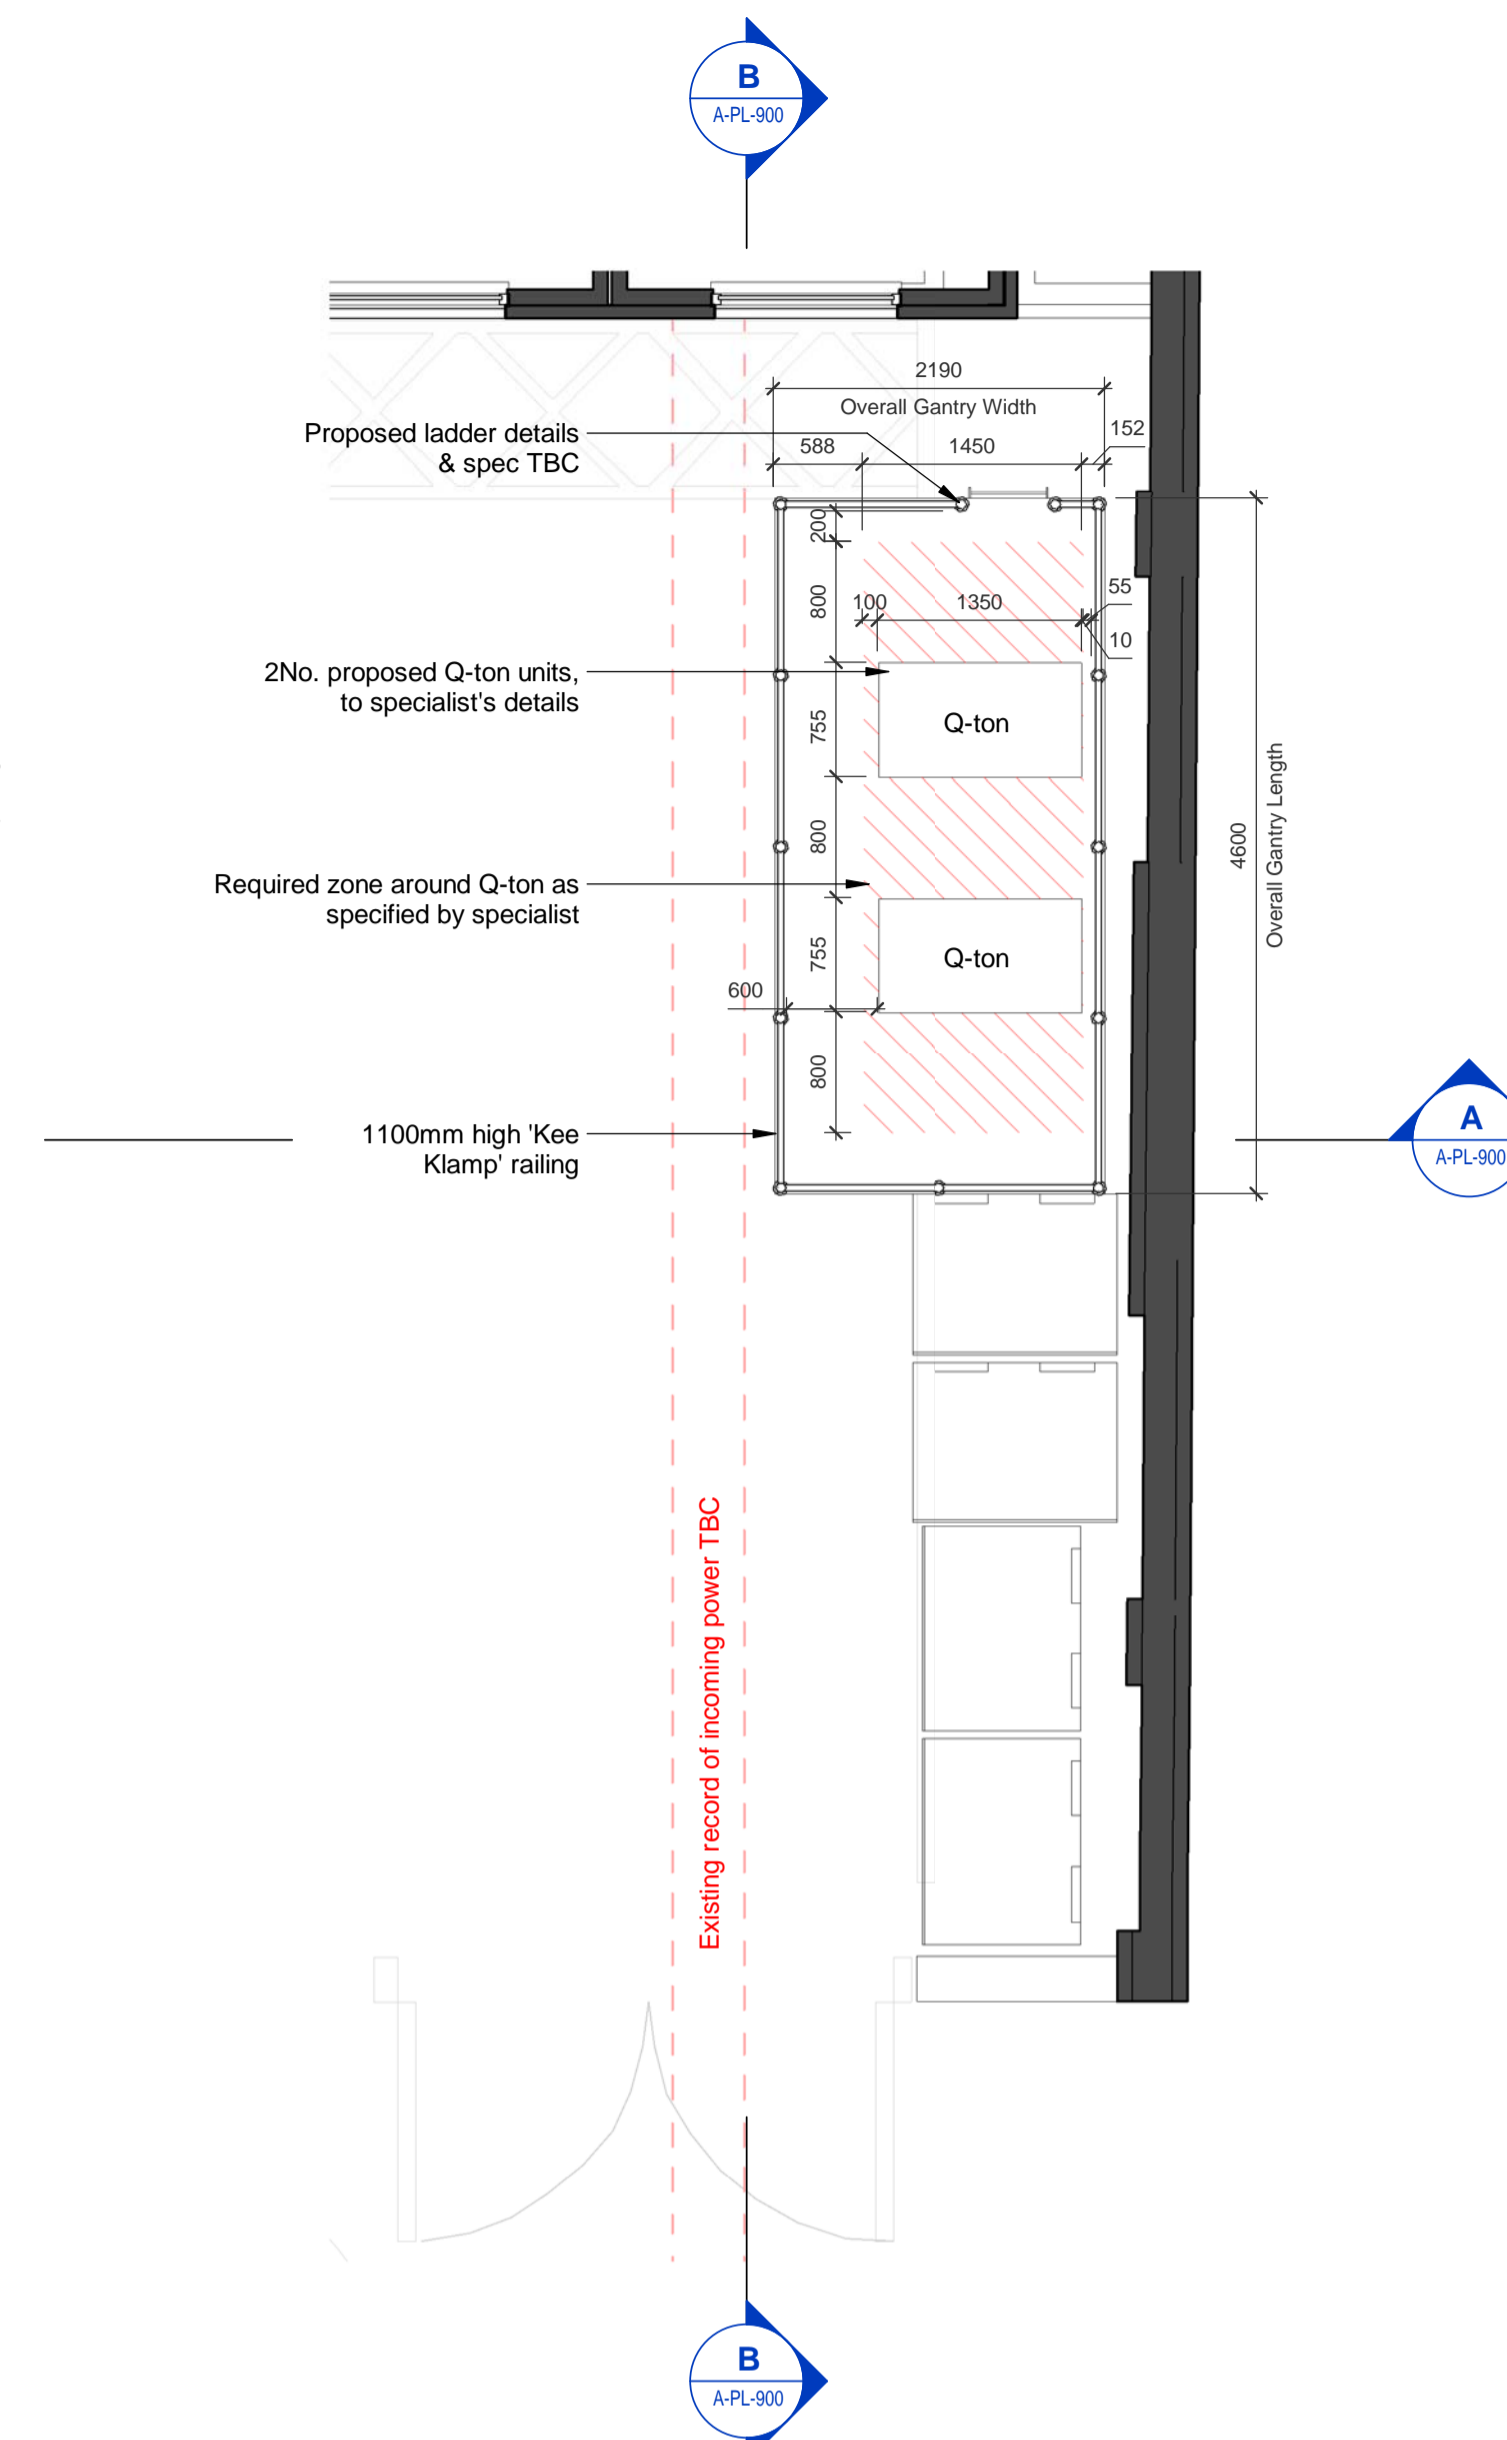 B
A-PL-900
2190
Overall Gantry Width
152
Proposed ladder details
& spec TBC
588
1450
200
800
100
1350
55
10
2No. proposed Q-ton units,
to specialist's details
755
Q-ton
800
4600
Overall Gantry Length
Required zone around Q-ton as
specified by specialist
755
Q-ton
600
800
1100mm high 'Kee
Klamp' railing
A
A-PL-900
Existing record of incoming power TBC
B
A-PL-900